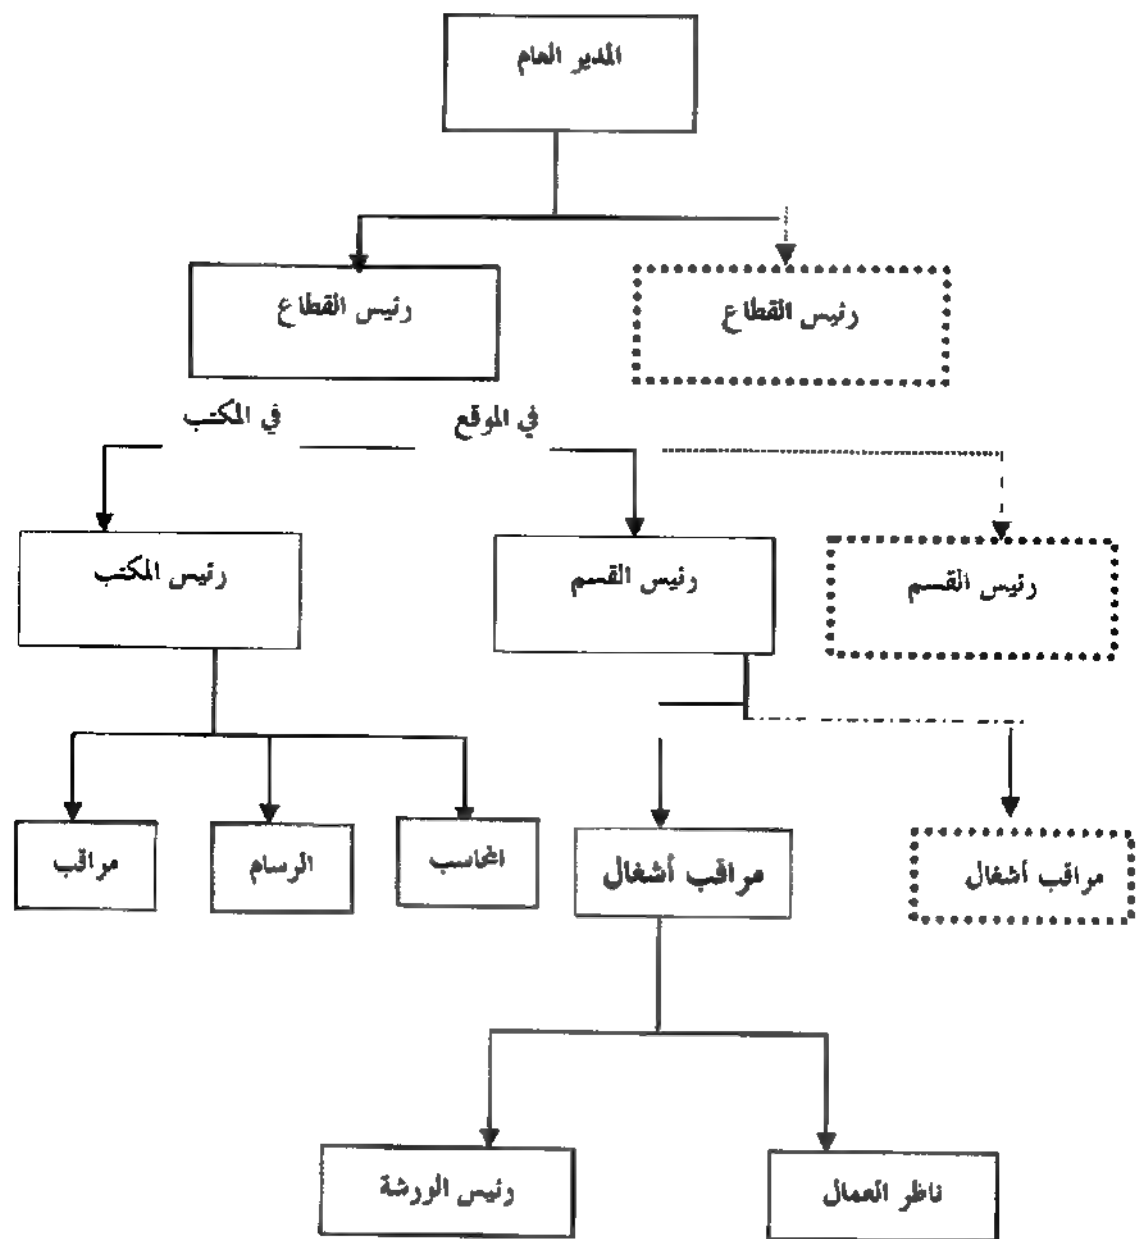 المدير العام
رئيس القطاع
رئيس القطاع
في الموقع
في المكتب
رئيس القسم
رئيس القسم
رئيس المكتب
مراقب أشغال
مراقب أشغال
المحاسب
الرسام
مراقب
ناظر العمال
رئيس الورشة